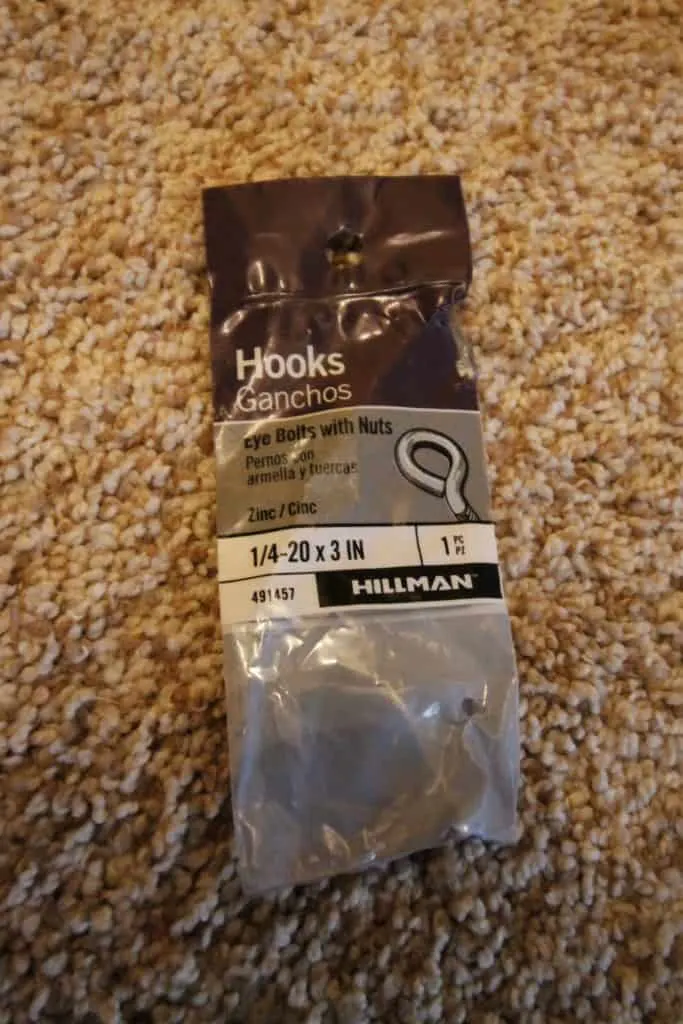 Hooks
Ganchos
Eye Bolts with Nuts
Pernos con
armella y tuercas
Zinc / Cinc
1/4-20 x 3 IN
1 PC
PZ
491457
HILLMAN